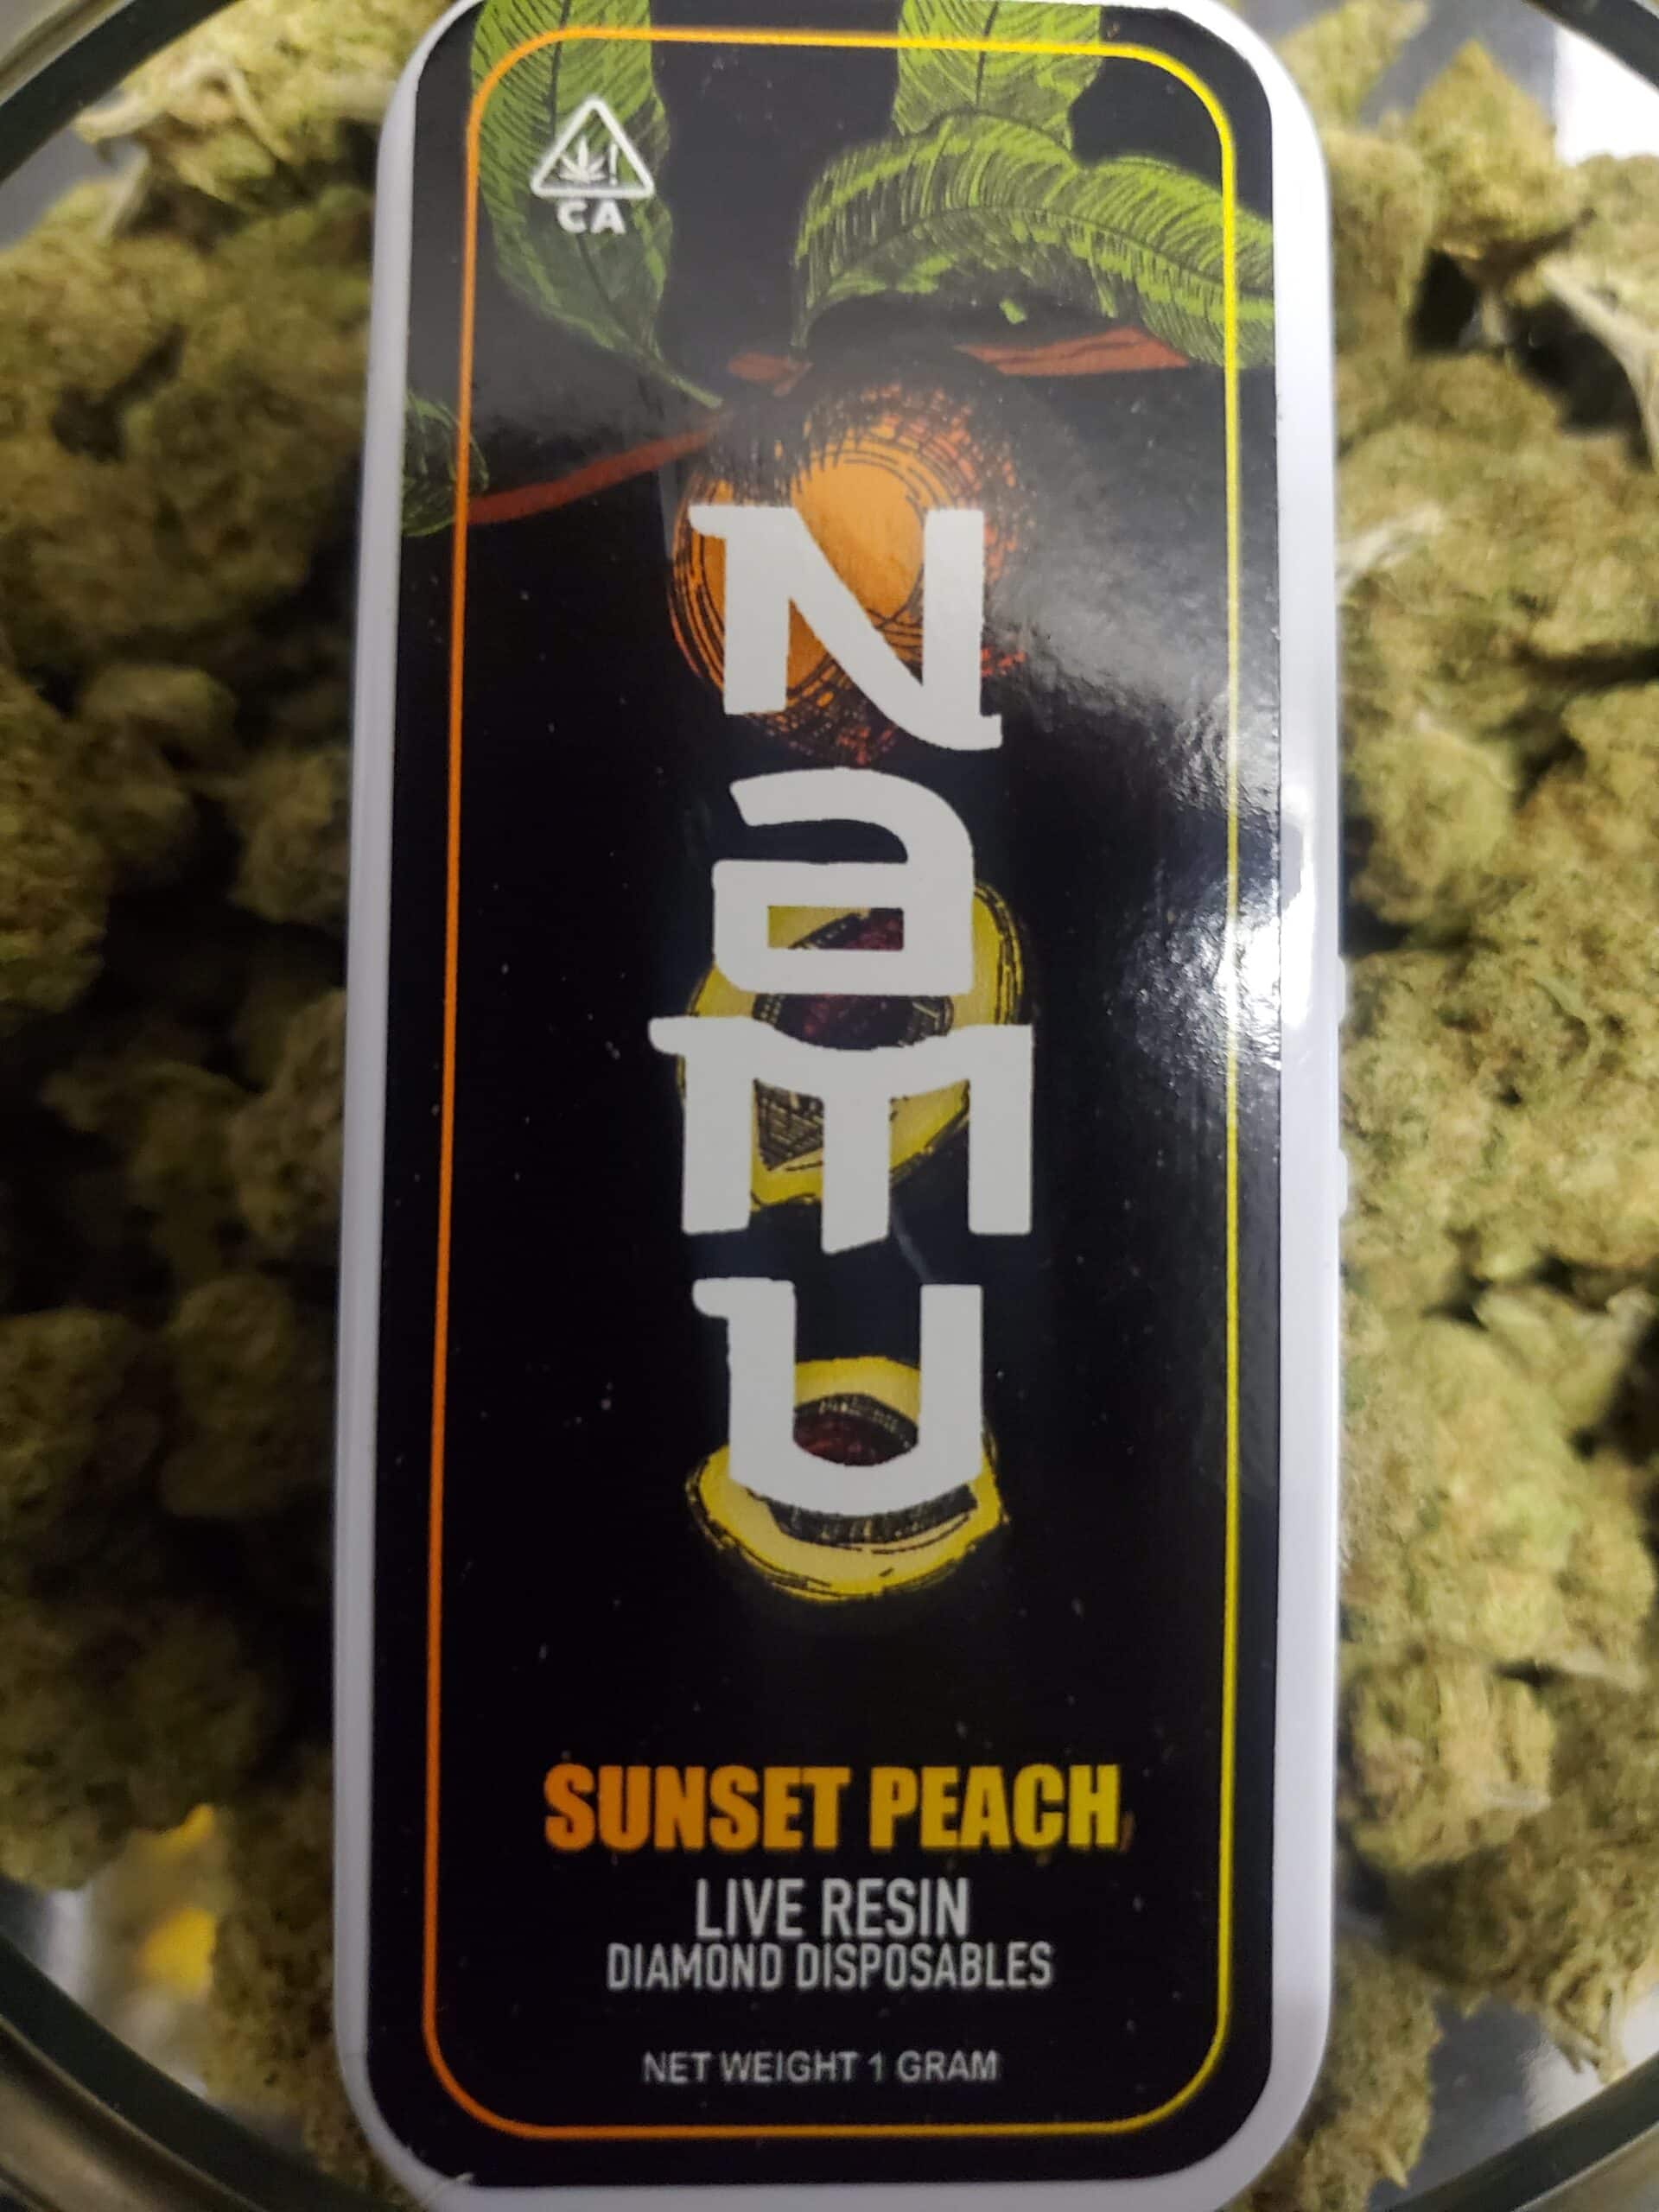 CA
Namu
SUNSET PEACH
LIVE RESIN
DIAMOND DISPOSABLES
NET WEIGHT 1 GRAM